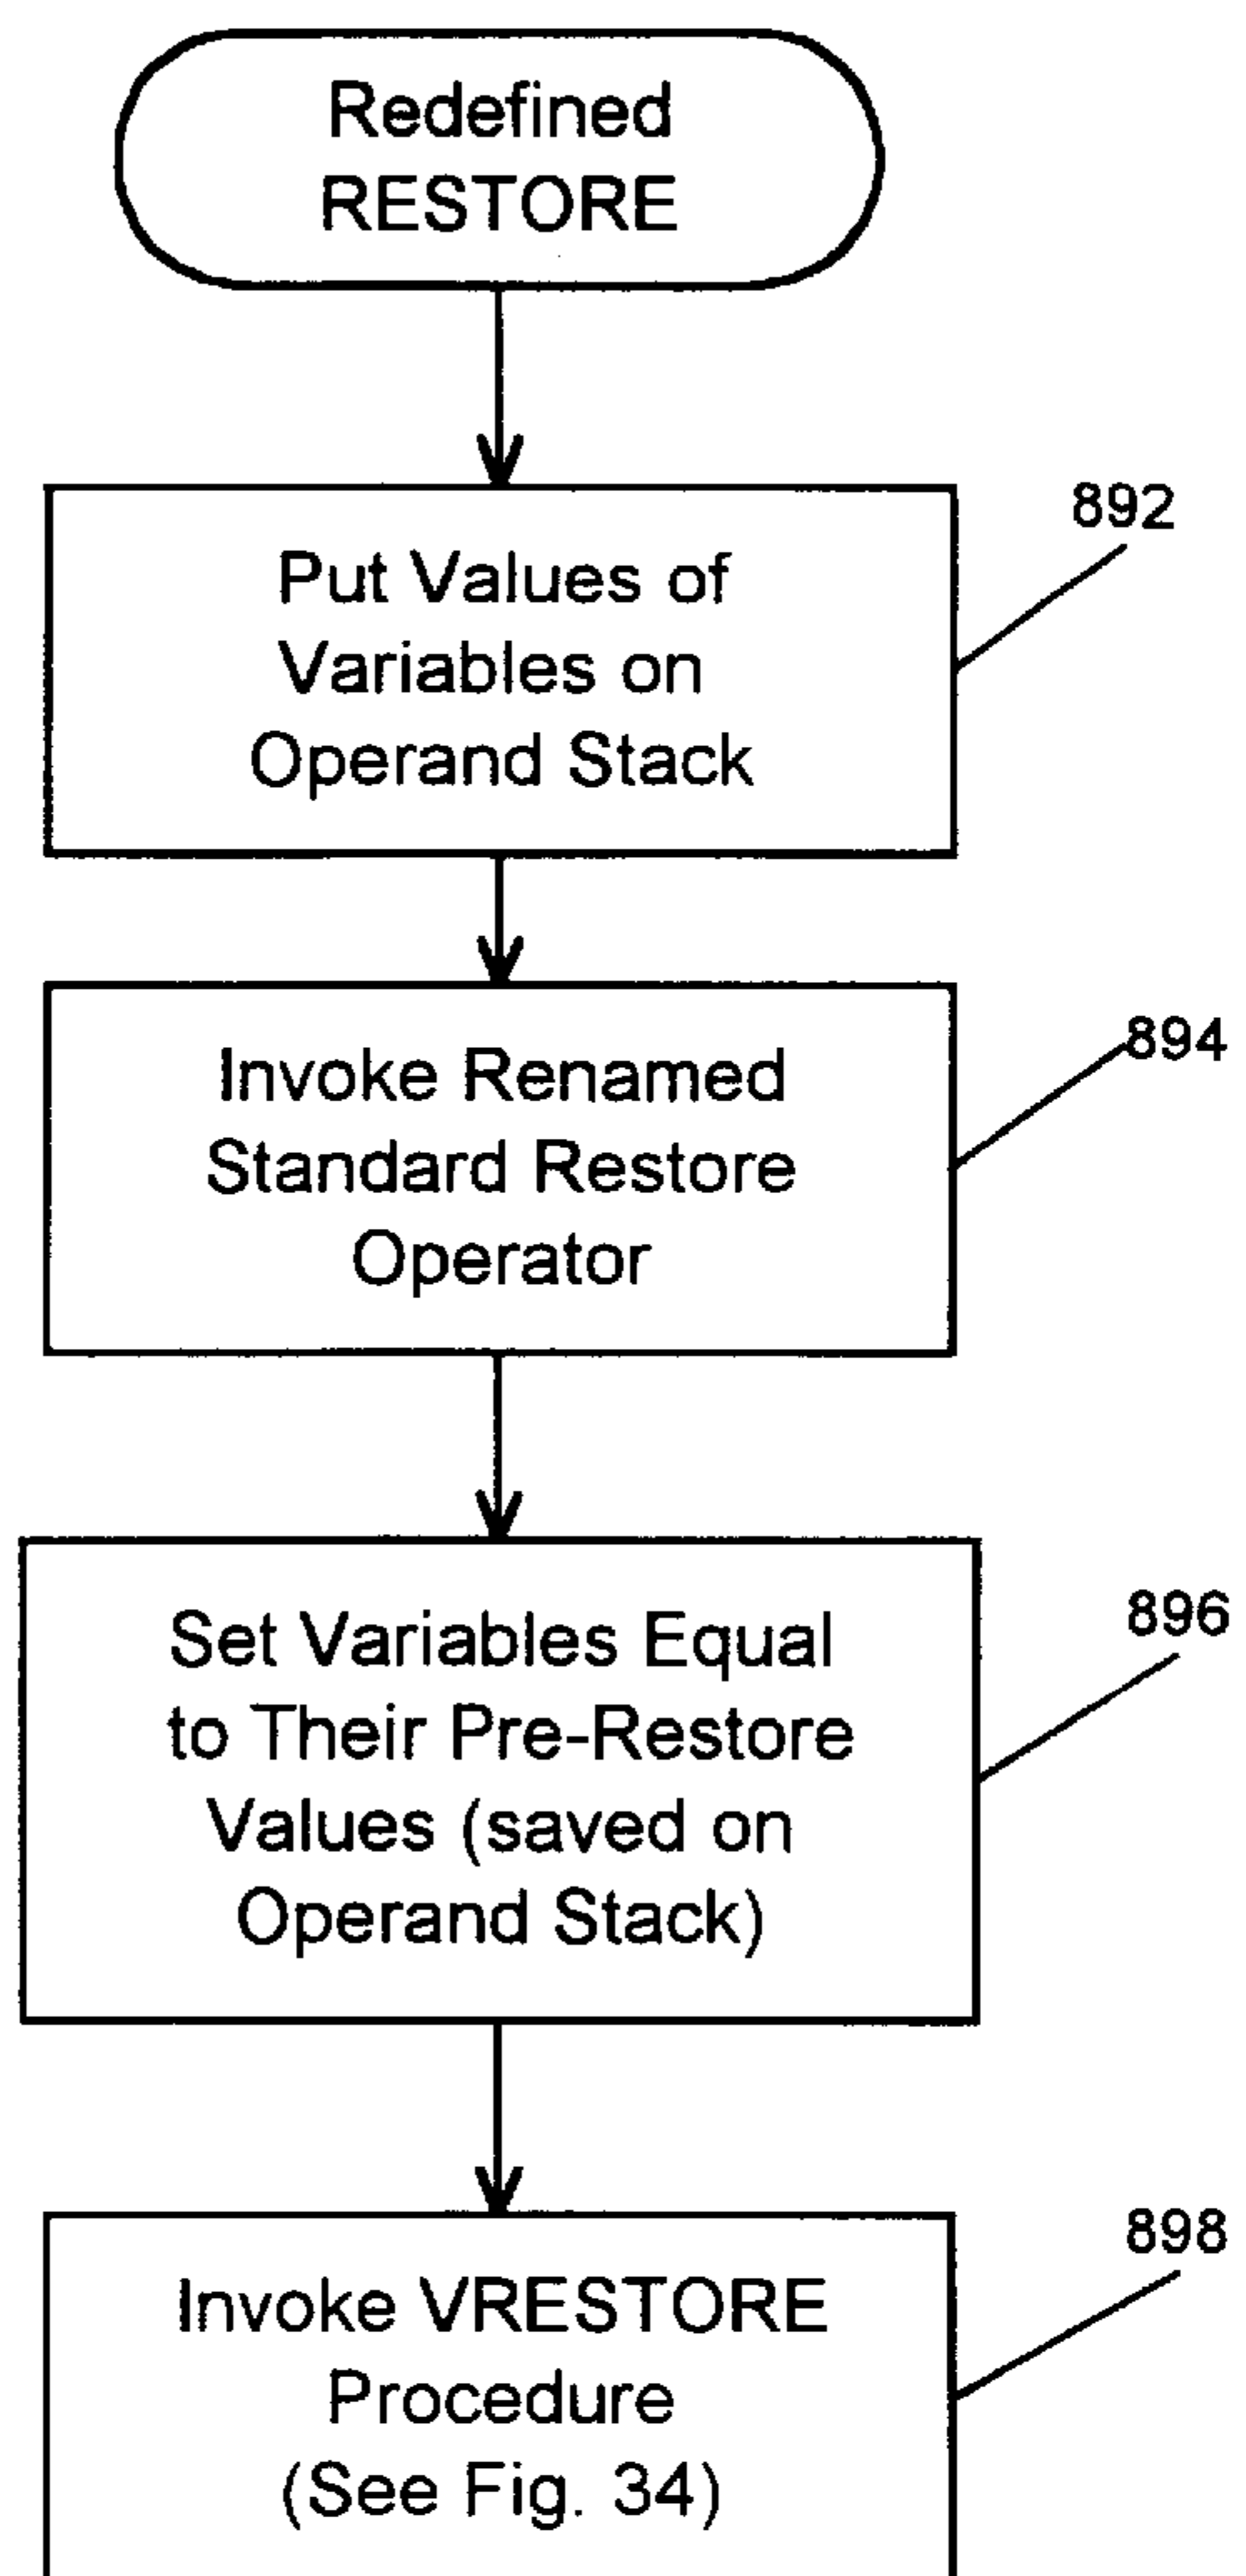 Redefined
RESTORE
892
Put Values of
Variables on
Operand Stack
894
Invoke Renamed
Standard Restore
Operator
896
Set Variables Equal
to Their Pre-Restore
Values (saved on
Operand Stack)
898
Invoke VRESTORE
Procedure
(See Fig. 34)